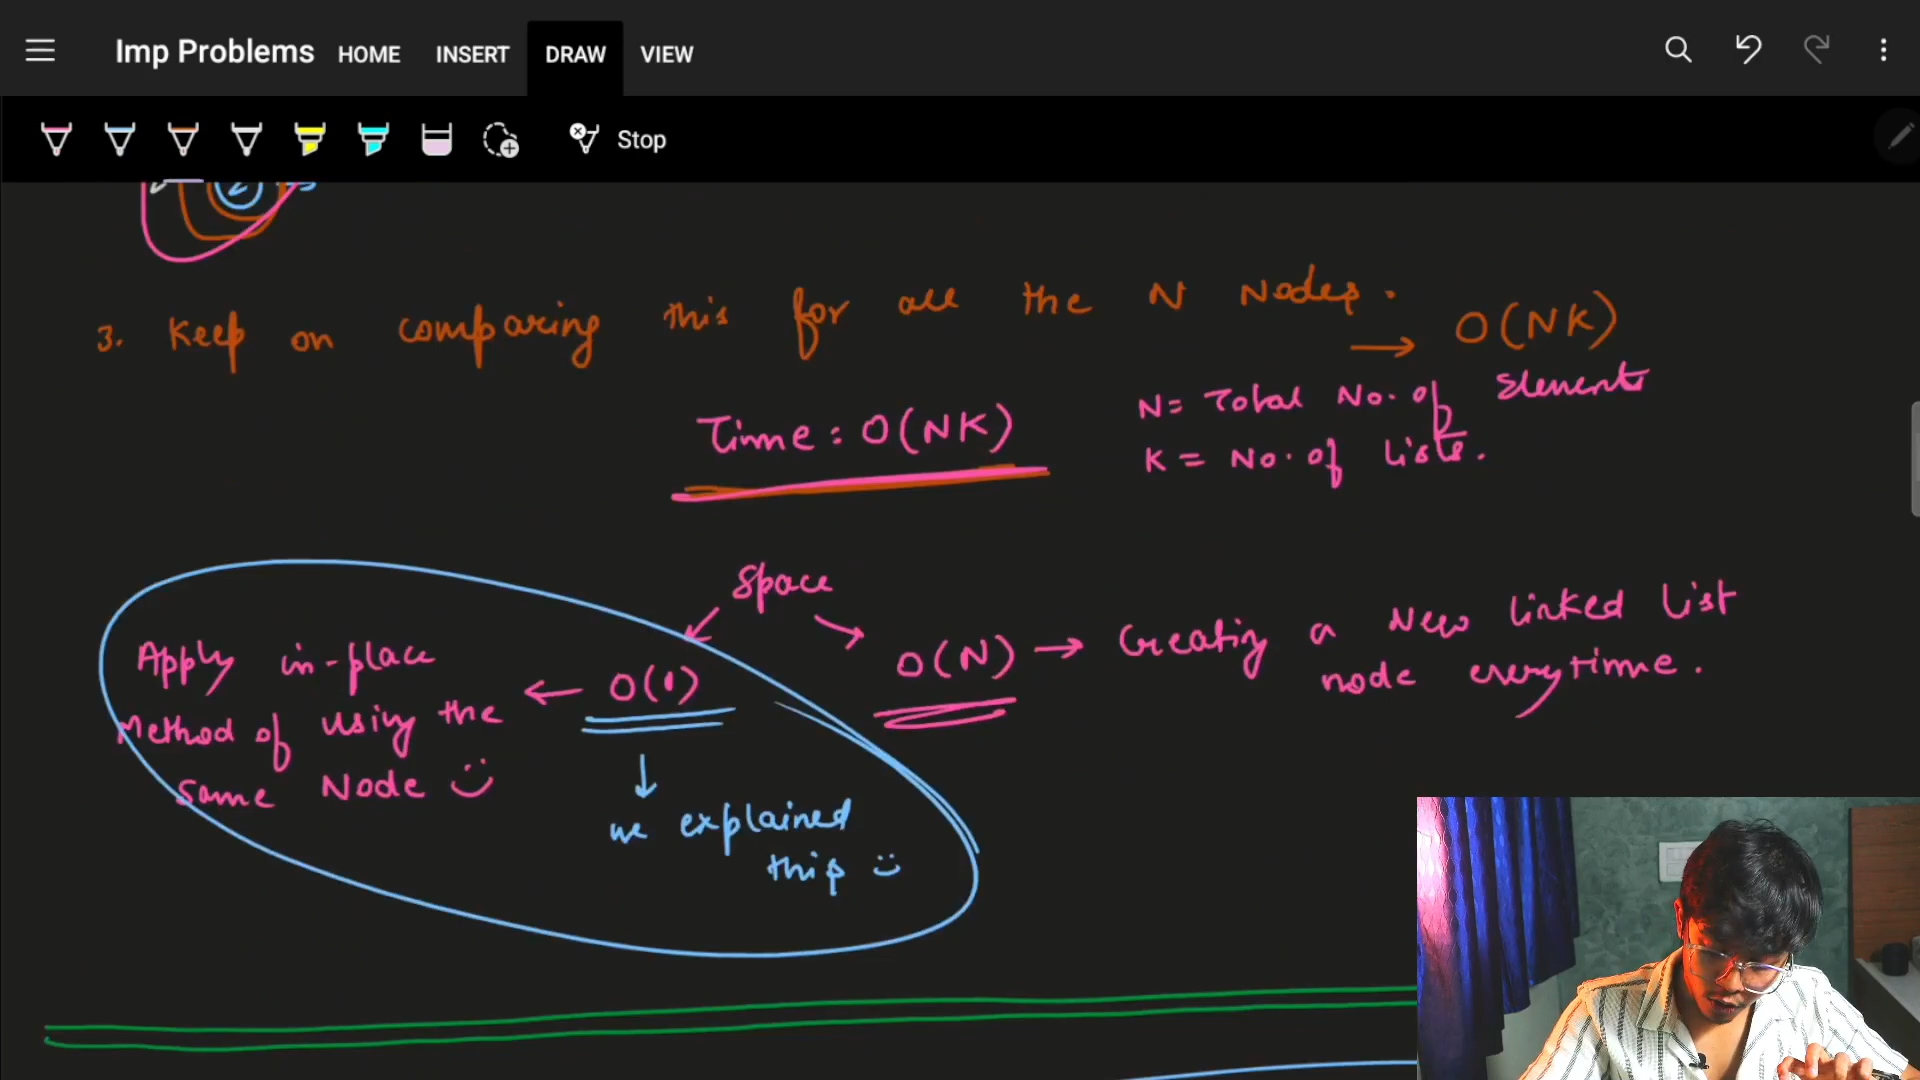 Imp Problems HOME INSERT DRAW VIEW
Stop
2
3. Keep on comparing this for all the N Nodes.
→ O(NK)
Time: O(NK)
N= Total No. of Elements
K = No. of Lists.
Space
O(N) → Creating a New linked list
node everytime.
Apply in-place ← O(1)
Method of using the
Same Node
↓
we explained
this